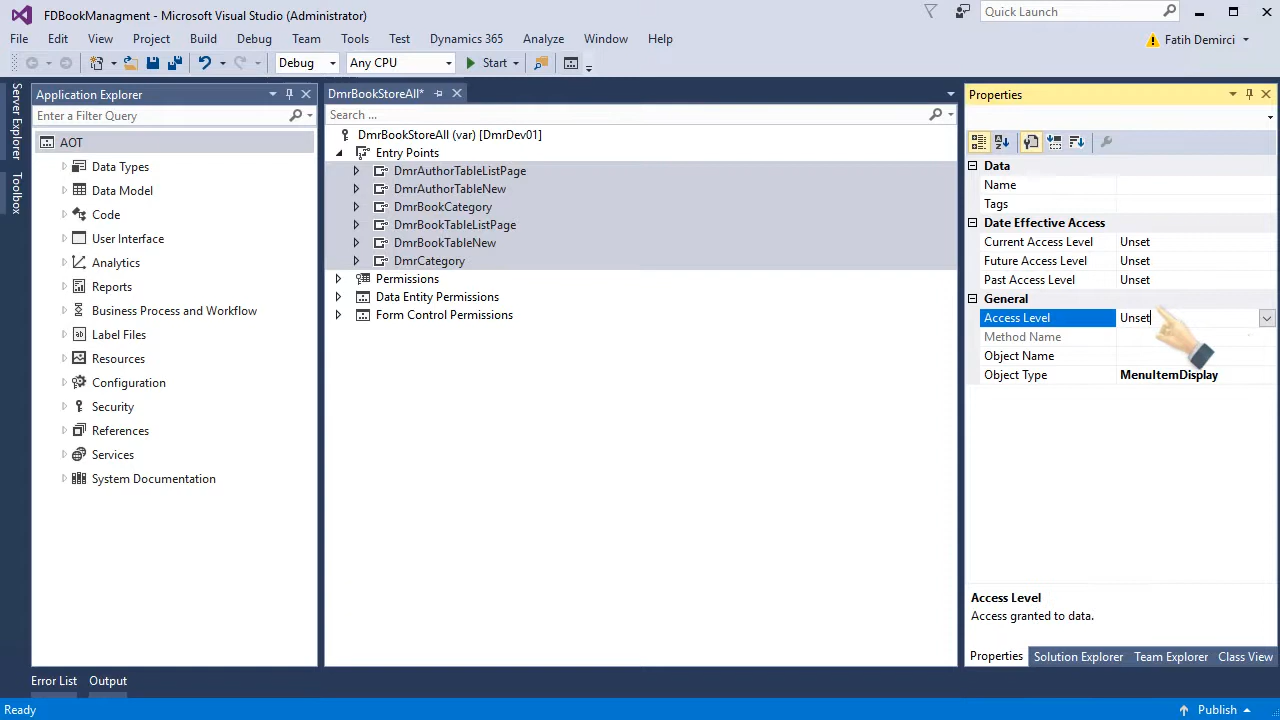 FDBookManagment - Microsoft Visual Studio (Administrator)
Quick Launch
File Edit View Project Build Debug Team Tools Test Dynamics 365 Analyze Window Help
Fatih Demirci
Debug Any CPU Start
Server Explorer
Toolbox
Application Explorer
Enter a Filter Query
AOT
Data Types
Data Model
Code
User Interface
Analytics
Reports
Business Process and Workflow
Label Files
Resources
Configuration
Security
References
Services
System Documentation
DmrBookStoreAll*
Search ...
DmrBookStoreAll (var) [DmrDev01]
Entry Points
DmrAuthorTableListPage
DmrAuthorTableNew
DmrBookCategory
DmrBookTableListPage
DmrBookTableNew
DmrCategory
Permissions
Data Entity Permissions
Form Control Permissions
Properties
Data
Name
Tags
Date Effective Access
Current Access Level Unset
Future Access Level Unset
Past Access Level Unset
General
Access Level Unset
Method Name
Object Name
Object Type MenuItemDisplay
Access Level
Access granted to data.
Properties Solution Explorer Team Explorer Class View
Error List Output
Ready
Publish